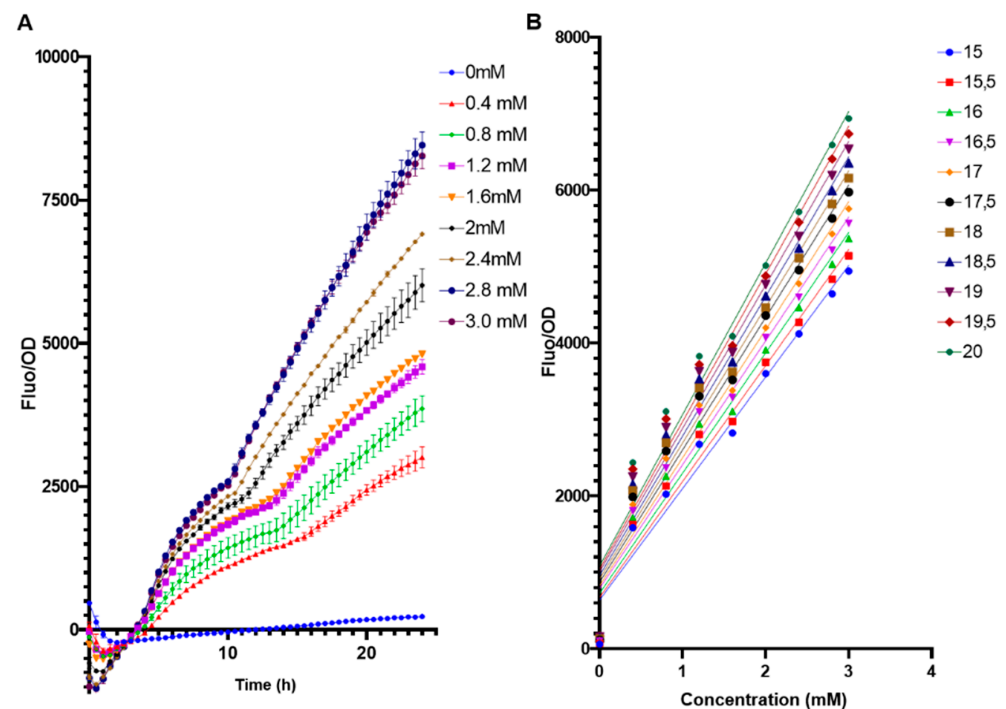 A
10000
7500
5000
2500
0
10
20
Time (h)
Fluo/OD
0mM
0.4 mM
0.8 mM
1.2 mM
1.6mM
2mM
2.4mM
2.8 mM
3.0 mM
B
8000
6000
4000
2000
0
0
1
2
3
4
Concentration (mM)
Fluo/OD
15
15,5
16
16,5
17
17,5
18
18,5
19
19,5
20